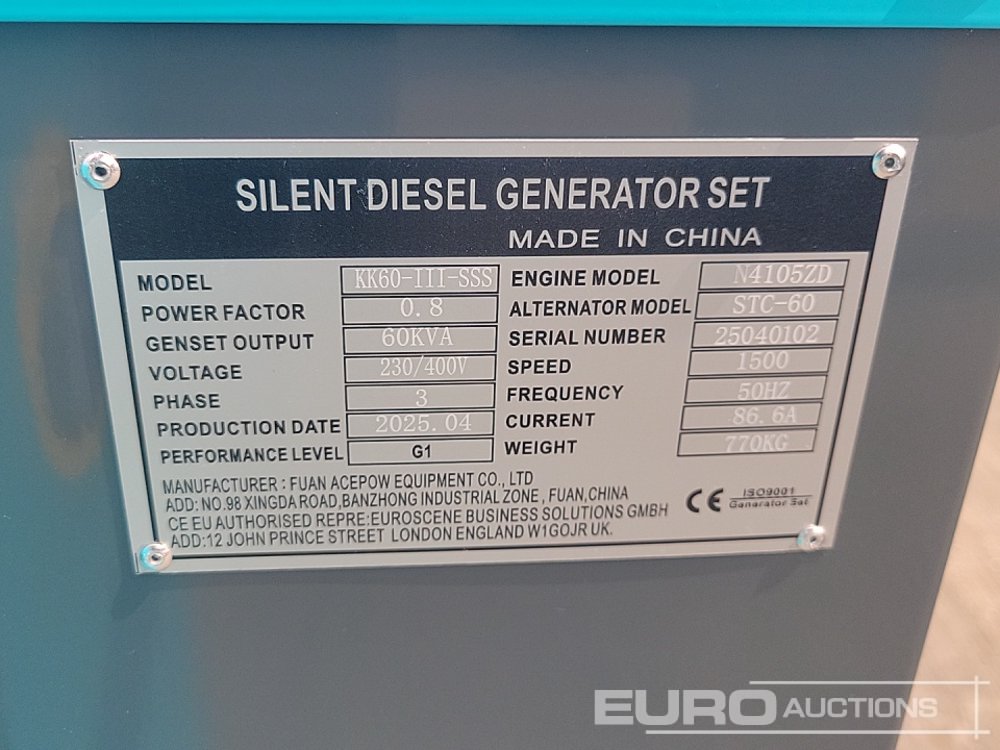 SILENT DIESEL GENERATOR SET
MADE IN CHINA
MODEL KK60-III-SSS
POWER FACTOR 0.8
GENSET OUTPUT 60KVA
VOLTAGE 230/400V
PHASE 3
PRODUCTION DATE 2025.04
PERFORMANCE LEVEL G1
ENGINE MODEL N4105ZD
ALTERNATOR MODEL STC-60
SERIAL NUMBER 25040102
SPEED 1500
FREQUENCY 50HZ
CURRENT 86.6A
WEIGHT 770KG
MANUFACTURER : FUAN ACEPOW EQUIPMENT CO., LTD
ADD: NO.98 XINGDA ROAD,BANZHONG INDUSTRIAL ZONE , FUAN,CHINA
CE EU AUTHORISED REPRE:EUROSCENE BUSINESS SOLUTIONS GMBH
ADD:12 JOHN PRINCE STREET LONDON ENGLAND W1GOJR UK.
CE
ISO9001
Generator Set
EURO AUCTIONS